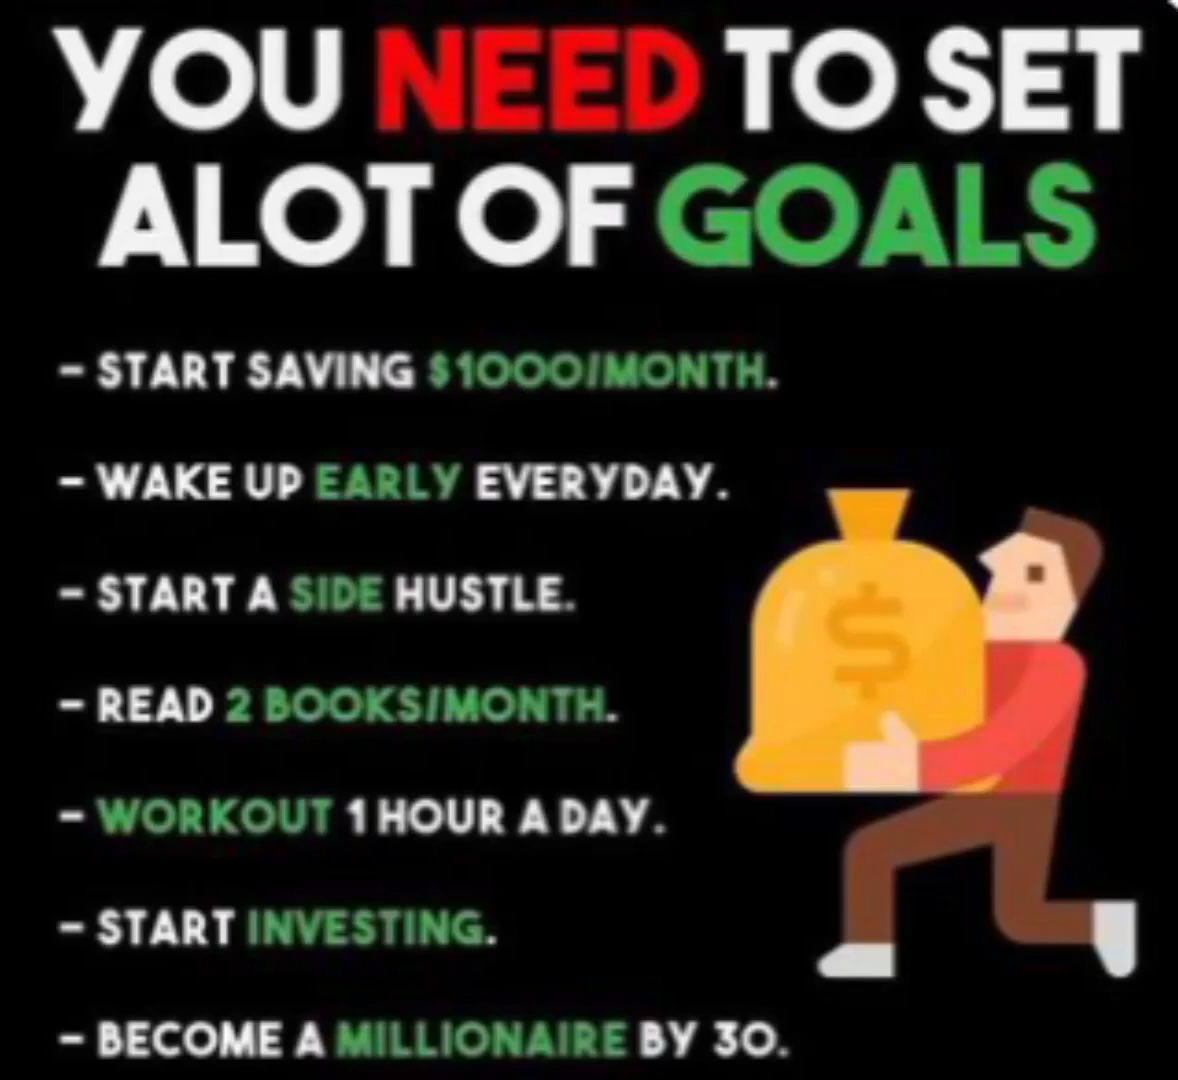 YOU NEED TO SET
ALOT OF GOALS
- START SAVING $1000/MONTH.
- WAKE UP EARLY EVERYDAY.
- START A SIDE HUSTLE.
- READ 2 BOOKS/MONTH.
- WORKOUT 1 HOUR A DAY.
- START INVESTING.
- BECOME A MILLIONAIRE BY 30.
$